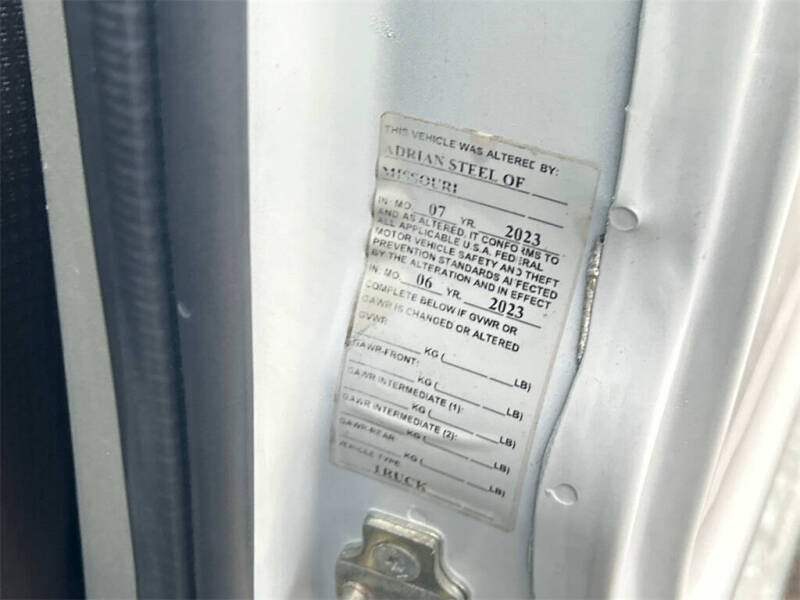 THIS VEHICLE WAS ALTERED BY:
ADRIAN STEEL OF
MISSOURI
IN: MO. 07 YR. 2023
AND AS ALTERED, IT CONFORMS TO
ALL APPLICABLE U.S.A. FEDERAL
MOTOR VEHICLE SAFETY AND THEFT
PREVENTION STANDARDS AFFECTED
BY THE ALTERATION AND IN EFFECT
IN: MO. 06 YR. 2023
COMPLETE BELOW IF GVWR OR
GAWR IS CHANGED OR ALTERED
GVWR
KG ( LB)
GAWR-FRONT:
KG ( LB)
GAWR INTERMEDIATE (1):
KG ( LB)
GAWR INTERMEDIATE (2):
KG ( LB)
GAWR-REAR
KG ( LB)
VEHICLE TYPE
TRUCK